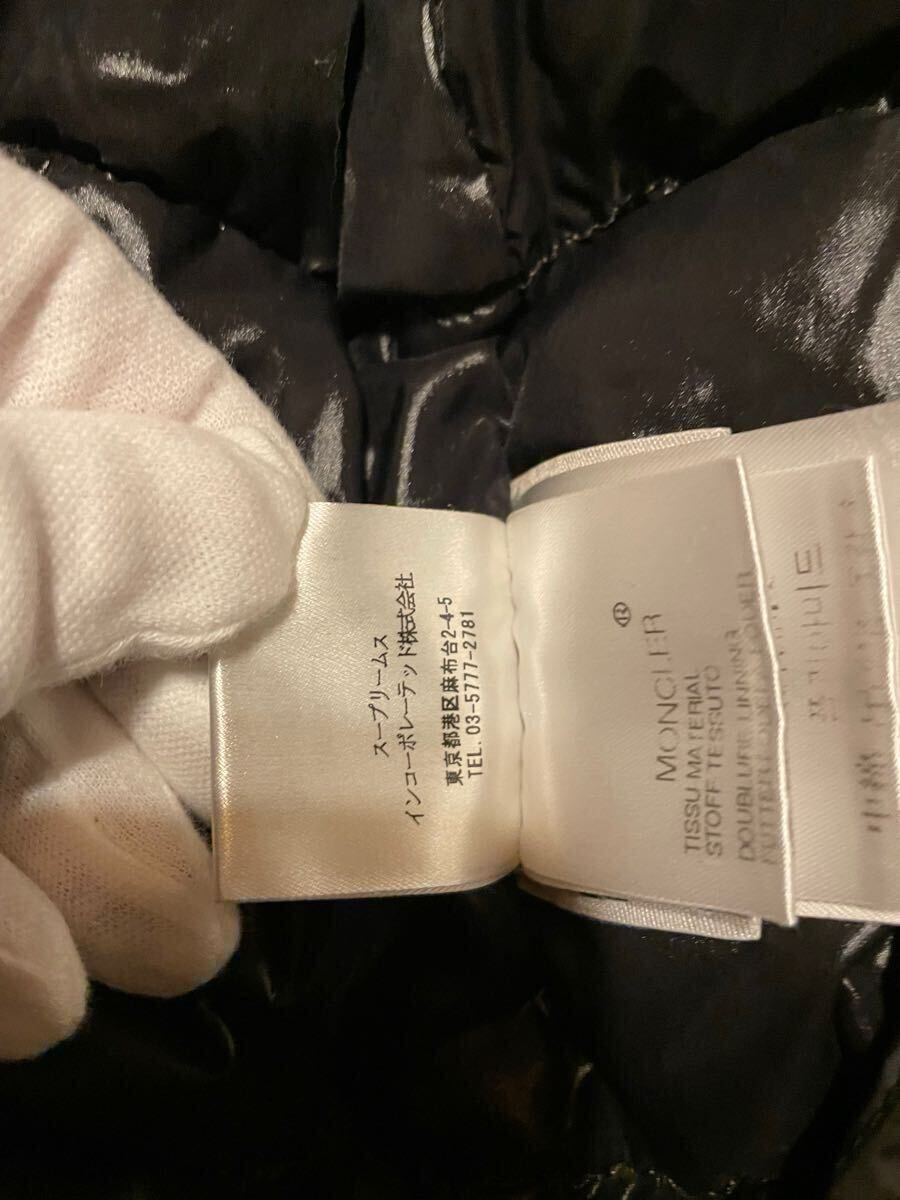 スープリームス
インコーポレーテッド株式会社
東京都港区麻布台2-4-5
TEL. 03-5777-2781
MONCLER ®
TISSU MATERIAL
STOFF TESSUTO
DOUBLURE LINING